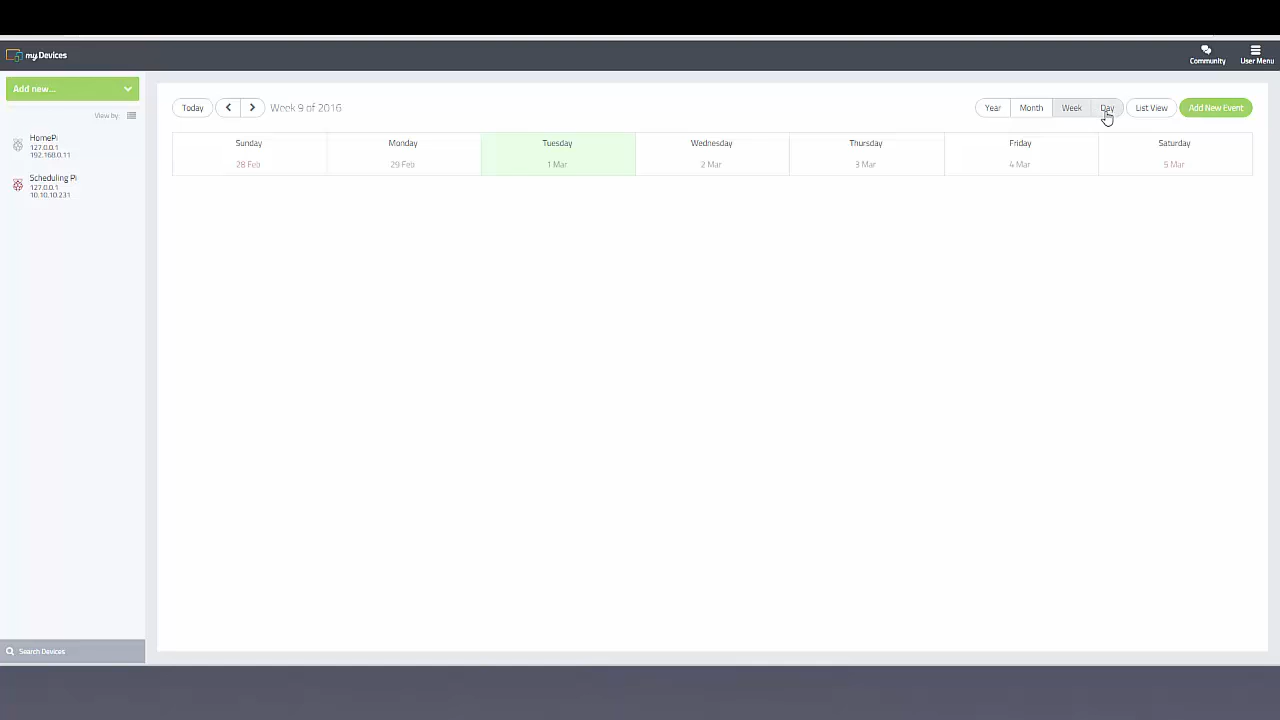 myDevices
Community
User Menu
Add new...
View by:
HomePi
127.0.0.1
192.168.0.11
Scheduling Pi
127.0.0.1
10.10.10.231
Search Devices
Today
Week 9 of 2016
Year
Month
Week
Day
List View
Add New Event
Sunday
Monday
Tuesday
Wednesday
Thursday
Friday
Saturday
28 Feb
29 Feb
1 Mar
2 Mar
3 Mar
4 Mar
5 Mar